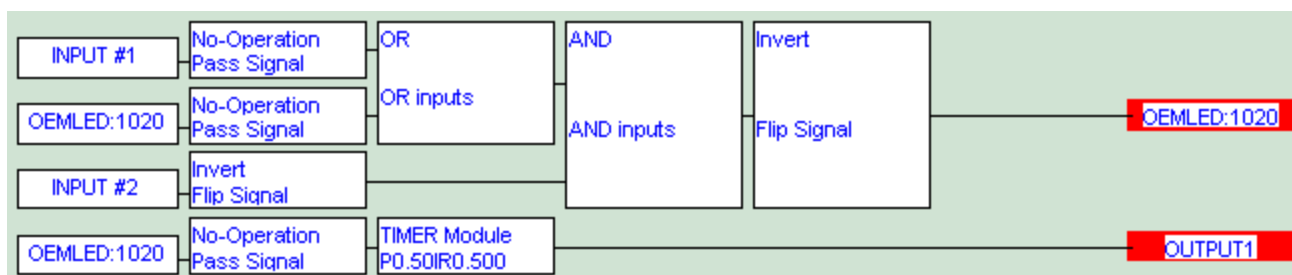 INPUT #1
No-Operation
Pass Signal
OR
OR inputs
AND
AND inputs
Invert
Flip Signal
OEMLED:1020
No-Operation
Pass Signal
OEMLED:1020
INPUT #2
Invert
Flip Signal
OEMLED:1020
No-Operation
Pass Signal
TIMER Module
P0.50IR0.500
OUTPUT1